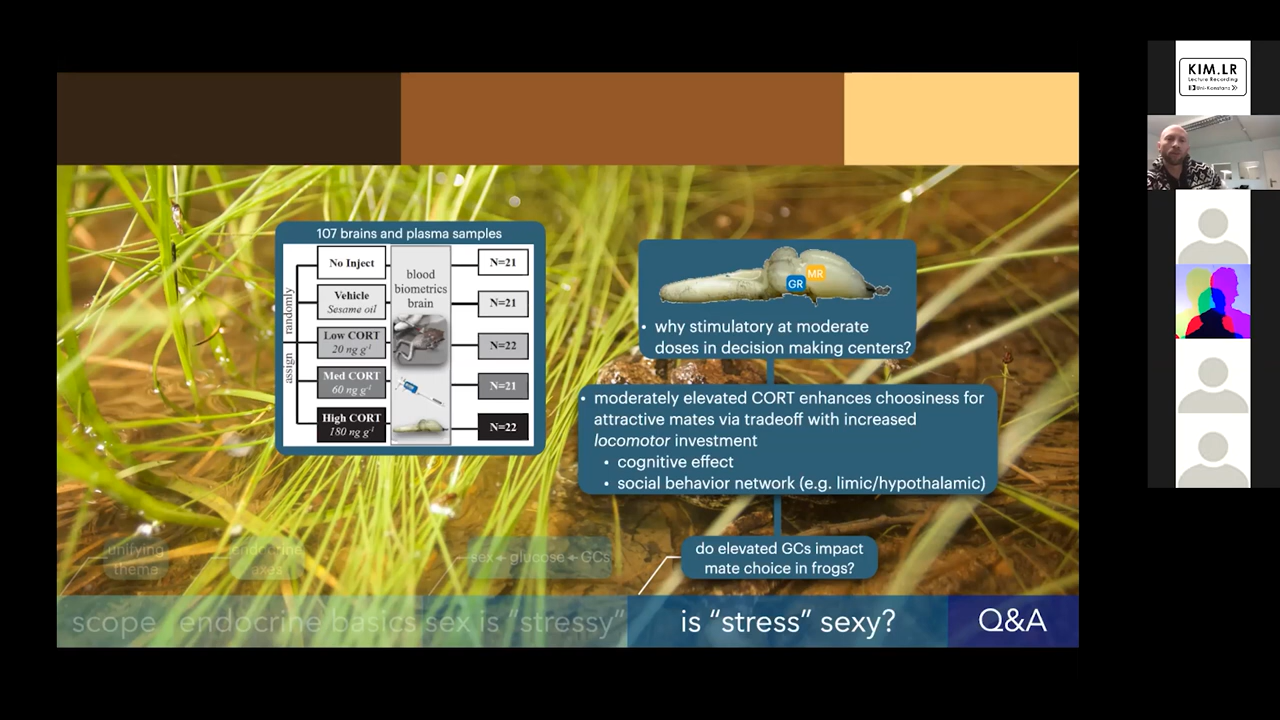 107 brains and plasma samples
randomly
assign
No Inject
Vehicle
Sesame oil
Low CORT
20 ng g-1
Med CORT
60 ng g-1
High CORT
180 ng g-1
blood
biometrics
brain
N=21
N=21
N=22
N=21
N=22
GR
MR
• why stimulatory at moderate
doses in decision making centers?
• moderately elevated CORT enhances choosiness for
attractive mates via tradeoff with increased
locomotor investment
• cognitive effect
• social behavior network (e.g. limic/hypothalamic)
do elevated GCs impact
mate choice in frogs?
unifying
theme
endocrine
axes
sex ← glucose ← GCs
scope
endocrine basics
sex is “stressy”
is “stress” sexy?
Q&A
KIM.LR
Lecture Recording
Uni-Konstanz